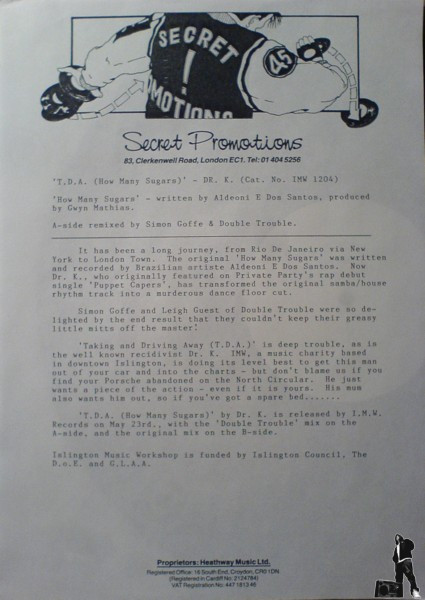 SECRET
!
MOTIONS
45
Secret Promotions
83, Clerkenwell Road, London EC1. Tel: 01 404 5256
'T.D.A. (How Many Sugars)' - DR. K. (Cat. No. IMW 1204)
'How Many Sugars' - written by Aldeoni E Dos Santos, produced
by Gwyn Mathias.
A-side remixed by Simon Goffe & Double Trouble.
It has been a long journey, from Rio De Janeiro via New
York to London Town. The original 'How Many Sugars' was written
and recorded by Brazilian artiste Aldeoni E Dos Santos. Now
Dr. K., who originally featured on Private Party's rap debut
single 'Puppet Capers', has transformed the original samba/house
rhythm track into a murderous dance floor cut.
Simon Goffe and Leigh Guest of Double Trouble were so de-
lighted by the end result that they couldn't keep their greasy
little mitts off the master!
'Taking and Driving Away (T.D.A.)' is deep trouble, as is
the well known recidivist Dr. K. IMW, a music charity based
in downtown Islington, is doing its level best to get this man
out of your car and into the charts - but don't blame us if you
find your Porsche abandoned on the North Circular. He just
wants a piece of the action - even if it is yours. His mum
also wants him out, so if you've got a spare bed.......
'T.D.A. (How Many Sugars)' by Dr. K. is released by I.M.W.
Records on May 23rd., with the 'Double Trouble' mix on the
A-side, and the original mix on the B-side.
Islington Music Workshop is funded by Islington Council, The
D.o.E. and G.L.A.A.
Proprietors: Heathway Music Ltd.
Registered Office: 16 South End, Croydon, CR0 1DN
(Registered in Cardiff No: 2124784)
VAT Registration No: 447 1813 46